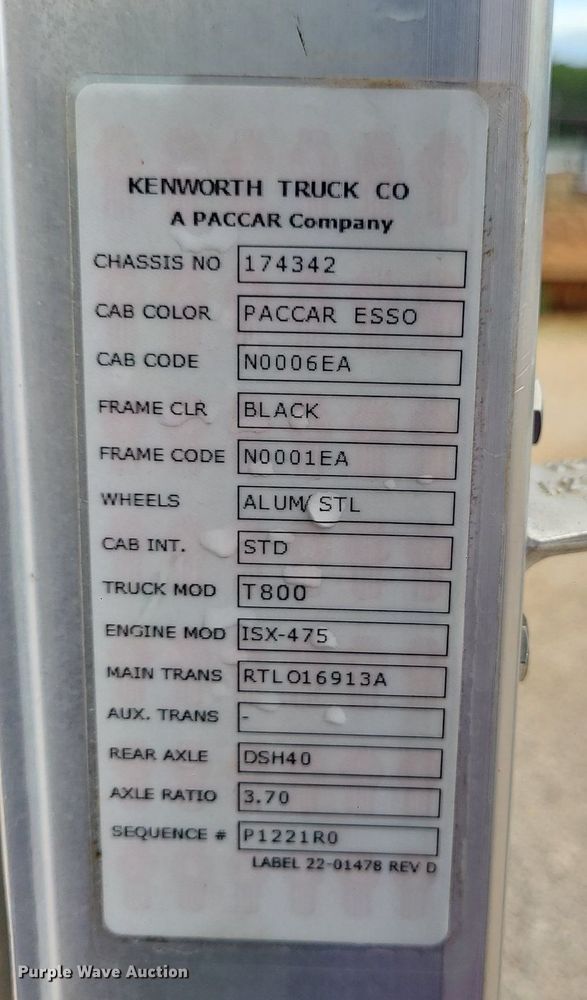 KENWORTH TRUCK CO
A PACCAR Company
CHASSIS NO 174342
CAB COLOR PACCAR ESSO
CAB CODE N0006EA
FRAME CLR BLACK
FRAME CODE N0001EA
WHEELS ALUM/STL
CAB INT. STD
TRUCK MOD T800
ENGINE MOD ISX-475
MAIN TRANS RTLO16913A
AUX. TRANS -
REAR AXLE DSH40
AXLE RATIO 3.70
SEQUENCE # P1221R0
LABEL 22-01478 REV D
Purple Wave Auction